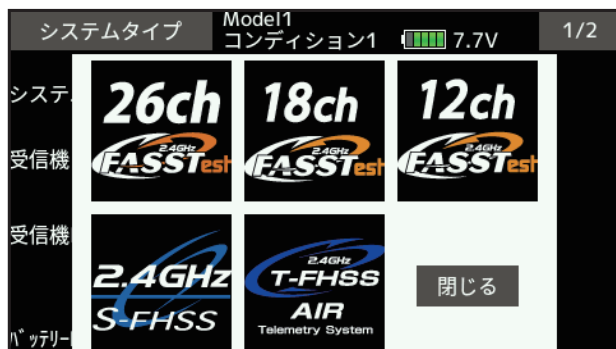 システムタイプ
Model1
コンディション1
7.7V
1/2
システ
受信機
受信機
バッテリー
26ch
2.4GHz
FASSTest
18ch
2.4GHz
FASSTest
12ch
2.4GHz
FASSTest
2.4GHz
S-FHSS
2.4GHz
T-FHSS
AIR
Telemetry System
閉じる